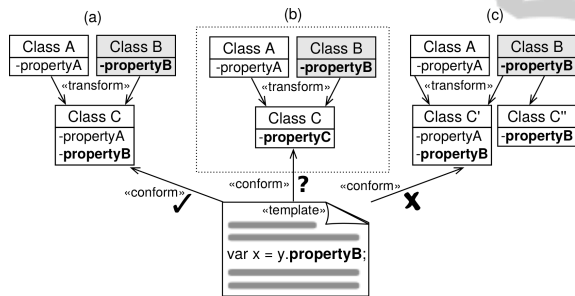 (a)
Class A
-propertyA
Class B
-propertyB
«transform»
Class C
-propertyA
-propertyB
(b)
Class A
-propertyA
Class B
-propertyB
«transform»
Class C
-propertyC
(c)
Class A
-propertyA
Class B
-propertyB
«transform»
Class C'
-propertyA
-propertyB
Class C"
-propertyB
«conform» ✓
«conform» ?
«conform» x
«template»
var x = y.propertyB;